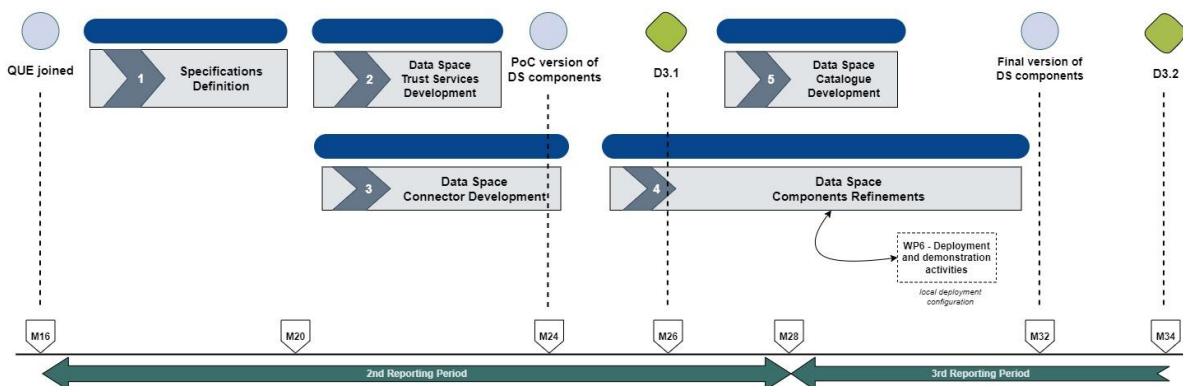 QUE joined
1
Specifications
Definition
2
Data Space
Trust Services
Development
PoC version of
DS components
D3.1
5
Data Space
Catalogue
Development
Final version of
DS components
D3.2
3
Data Space
Connector Development
4
Data Space
Components Refinements
WP6 - Deployment
and demonstration
activities
local deployment
configuration
M16
M20
M24
M26
M28
M32
M34
2nd Reporting Period
3rd Reporting Period